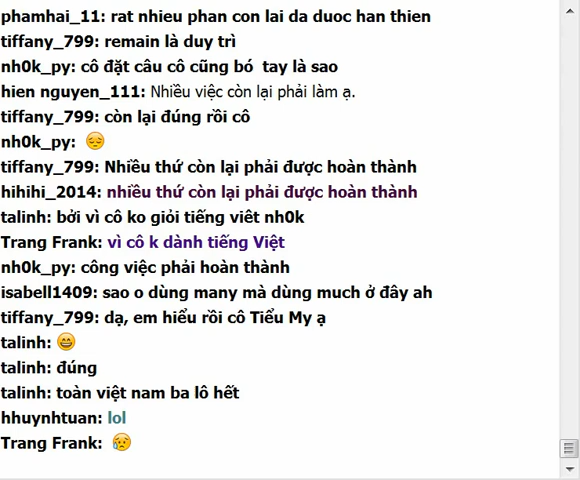 phamhai_11: rat nhieu phan con lai da duoc han thien
tiffany_799: remain là duy trì
nh0k_py: cô đặt câu cô cũng bó tay là sao
hien nguyen_111: Nhiều việc còn lại phải làm ạ.
tiffany_799: còn lại đúng rồi cô
nh0k_py: 😔
tiffany_799: Nhiều thứ còn lại phải được hoàn thành
hihihi_2014: nhiều thứ còn lại phải được hoàn thành
talinh: bởi vì cô ko giỏi tiếng viêt nh0k
Trang Frank: vì cô k dành tiếng Việt
nh0k_py: công việc phải hoàn thành
isabell1409: sao o dùng many mà dùng much ở đây ah
tiffany_799: dạ, em hiểu rồi cô Tiểu My ạ
talinh: 😄
talinh: đúng
talinh: toàn việt nam ba lô hết
hhuynhtuan: lol
Trang Frank: 😥